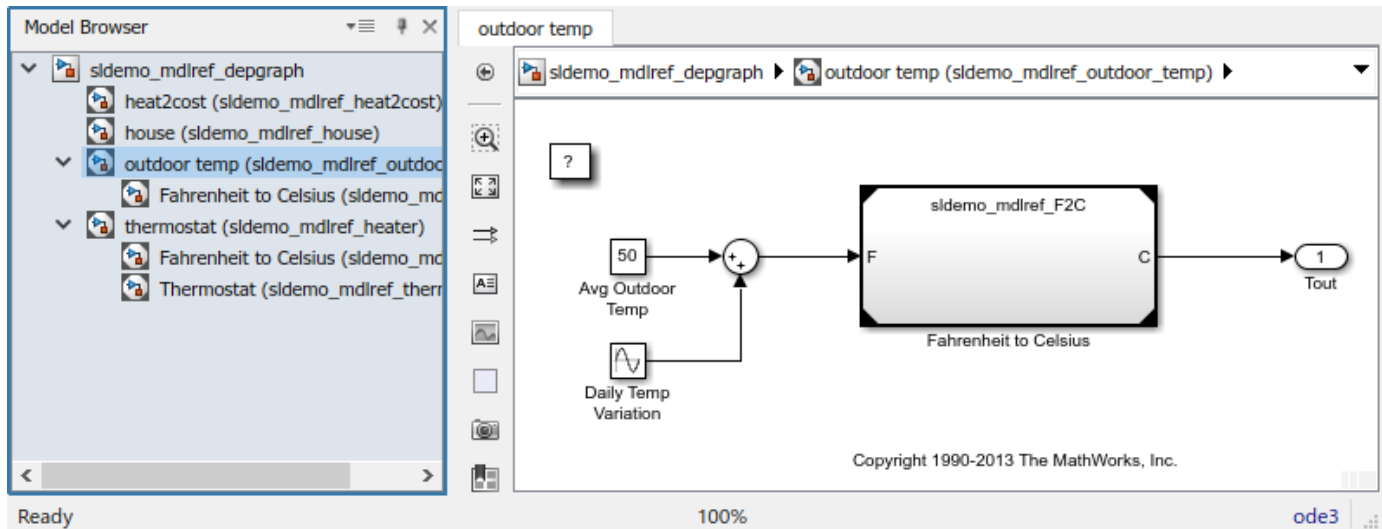 Model Browser
sldemo_mdlref_depgraph
heat2cost (sldemo_mdlref_heat2cost)
house (sldemo_mdlref_house)
outdoor temp (sldemo_mdlref_outdoo
Fahrenheit to Celsius (sldemo_md
thermostat (sldemo_mdlref_heater)
Fahrenheit to Celsius (sldemo_md
Thermostat (sldemo_mdlref_therr
outdoor temp
sldemo_mdlref_depgraph outdoor temp (sldemo_mdlref_outdoor_temp)
?
sldemo_mdlref_F2C
50
F
C
1
Avg Outdoor
Temp
Tout
Fahrenheit to Celsius
Daily Temp
Variation
Copyright 1990-2013 The MathWorks, Inc.
Ready
100%
ode3